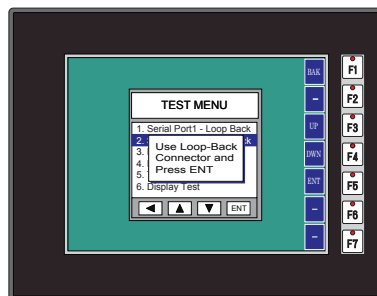 TEST MENU
1. Serial Port1 - Loop Back
2.
Use Loop-Back
Connector and
Press ENT
3.
4.
5.
6. Display Test
ENT
BAK
–
UP
DWN
ENT
–
–
F1
F2
F3
F4
F5
F6
F7